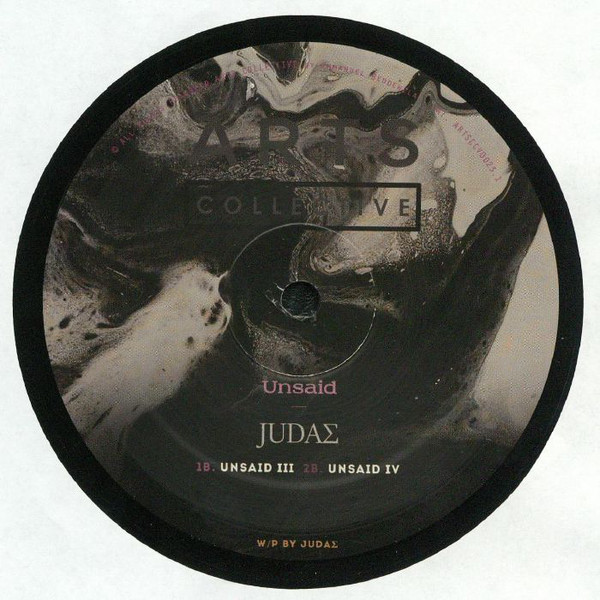 ARTS
COLLECTIVE
Unsaid
JUDAΣ
1B. UNSAID III 2B. UNSAID IV
W/P BY JUDAΣ